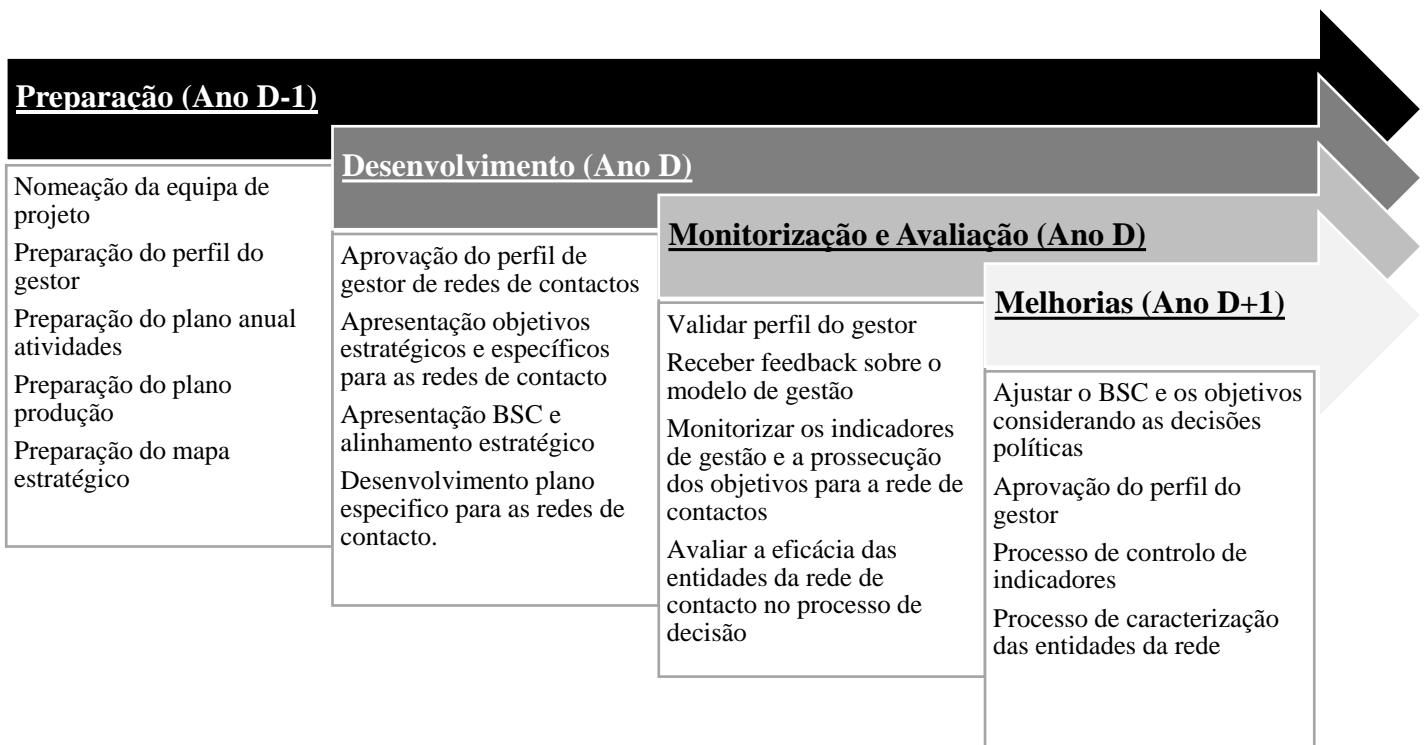 Preparação (Ano D-1)
Nomeação da equipa de
projeto
Preparação do perfil do
gestor
Preparação do plano anual
atividades
Preparação do plano
produção
Preparação do mapa
estratégico
Desenvolvimento (Ano D)
Aprovação do perfil de
gestor de redes de contactos
Apresentação objetivos
estratégicos e específicos
para as redes de contacto
Apresentação BSC e
alinhamento estratégico
Desenvolvimento plano
especifico para as redes de
contacto.
Monitorização e Avaliação (Ano D)
Validar perfil do gestor
Receber feedback sobre o
modelo de gestão
Monitorizar os indicadores
de gestão e a prossecução
dos objetivos para a rede de
contactos
Avaliar a eficácia das
entidades da rede de
contacto no processo de
decisão
Melhorias (Ano D+1)
Ajustar o BSC e os objetivos
considerando as decisões
políticas
Aprovação do perfil do
gestor
Processo de controlo de
indicadores
Processo de caracterização
das entidades da rede